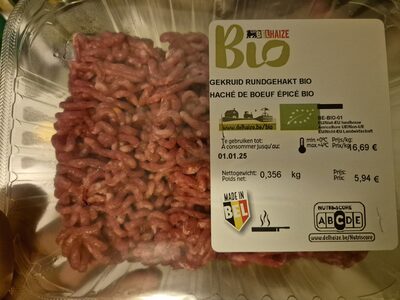 DELHAIZE
Bio
GEKRUID RUNDGEHAKT BIO
HACHÉ DE BOEUF ÉPICÉ BIO
BE-BIO-01
www.delhaize.be/bio
Te gebruiken tot: min.+0°C Prijs/kg
A consommer jusqu'au: max.+4°C Prix/kg 16,69 €
01.01.25
Nettogewicht: 0,356 kg Prijs:
Poids net: Prix: 5,94 €
MADE IN BEL
NUTRI-SCORE
ABCDE
www.delhaize.be/Nutriscore